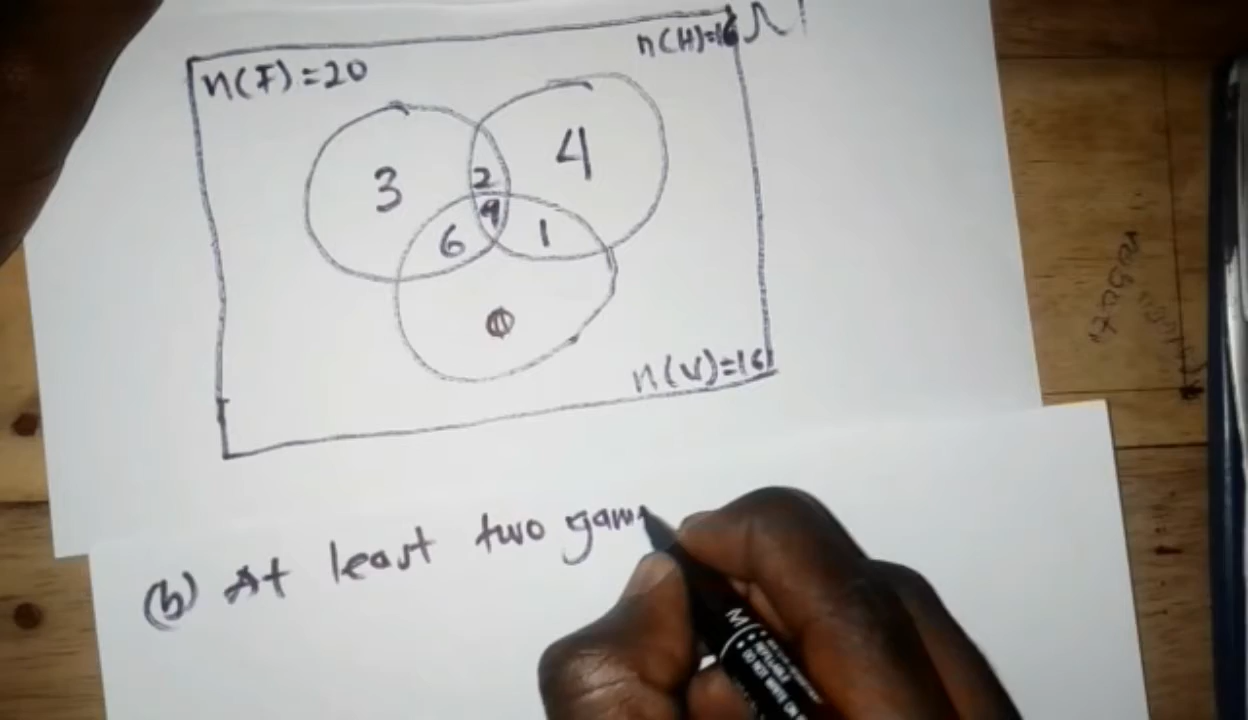 n(F)=20
n(H)=16
3
2
4
9
6
1
0
n(V)=16
(b) At least two gam
M